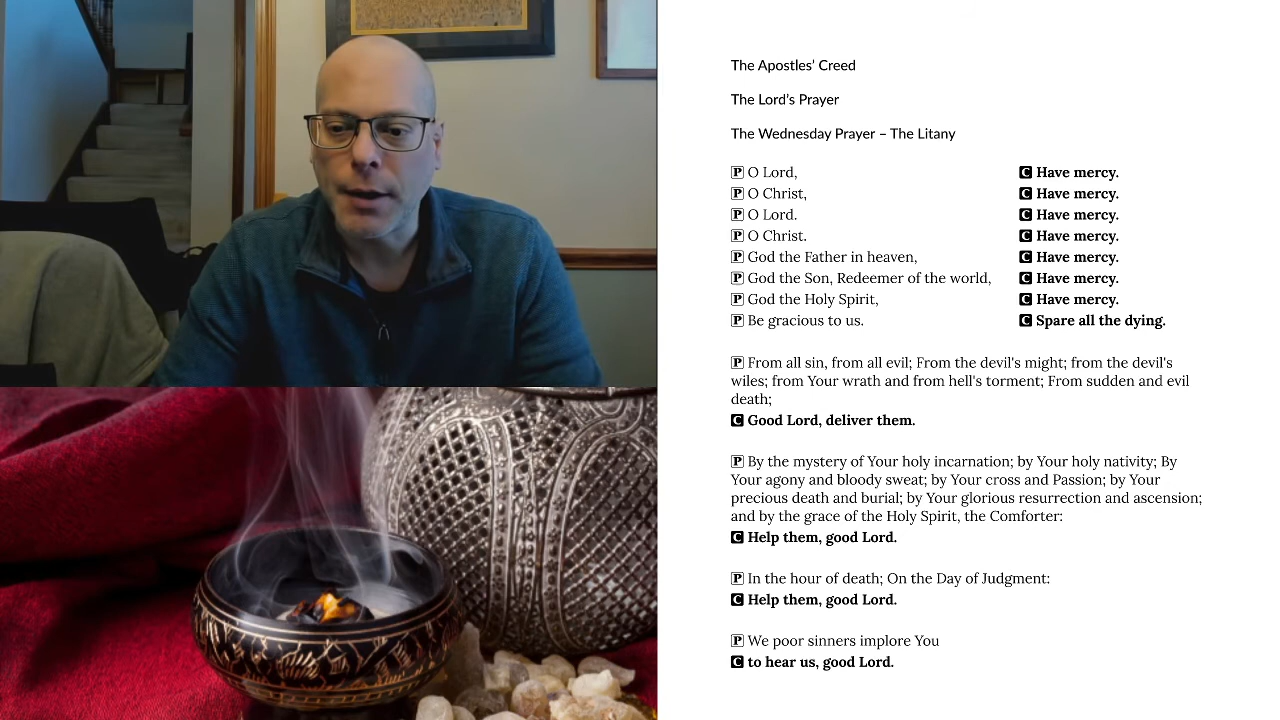 The Apostles' Creed
The Lord's Prayer
The Wednesday Prayer – The Litany
P O Lord, C Have mercy.
P O Christ, C Have mercy.
P O Lord. C Have mercy.
P O Christ. C Have mercy.
P God the Father in heaven, C Have mercy.
P God the Son, Redeemer of the world, C Have mercy.
P God the Holy Spirit, C Have mercy.
P Be gracious to us. C Spare all the dying.
P From all sin, from all evil; From the devil's might; from the devil's
wiles; from Your wrath and from hell's torment; From sudden and evil
death;
C Good Lord, deliver them.
P By the mystery of Your holy incarnation; by Your holy nativity; By
Your agony and bloody sweat; by Your cross and Passion; by Your
precious death and burial; by Your glorious resurrection and ascension;
and by the grace of the Holy Spirit, the Comforter:
C Help them, good Lord.
P In the hour of death; On the Day of Judgment:
C Help them, good Lord.
P We poor sinners implore You
C to hear us, good Lord.